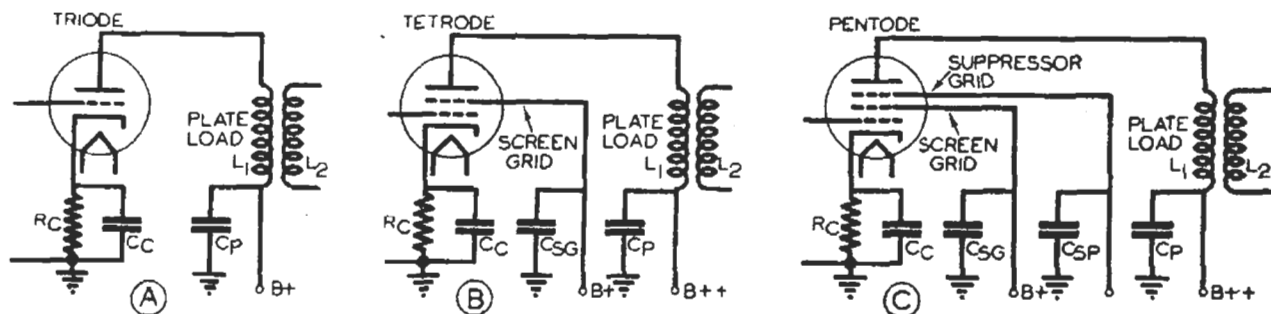 TRIODE
PLATE
LOAD
L1
L2
RC
CC
CP
B+
A
TETRODE
SCREEN
GRID
PLATE
LOAD
L1
L2
RC
CC
CSG
CP
B+
B++
B
PENTODE
SUPPRESSOR
GRID
SCREEN
GRID
PLATE
LOAD
L1
L2
RC
CC
CSG
CSP
CP
B+
B++
C